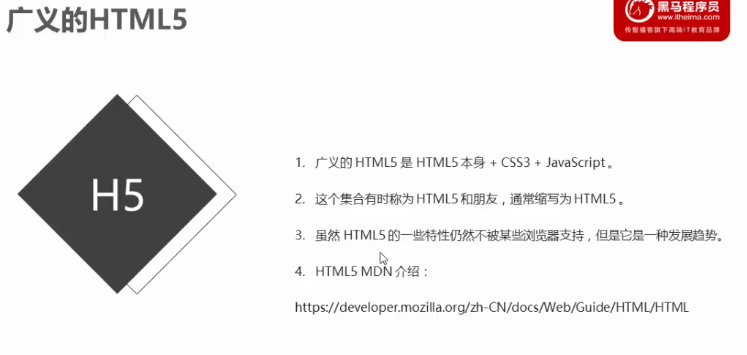 广义的HTML5
黑马程序员
www.itheima.com
传智播客旗下高端IT教育品牌
H5
1. 广义的 HTML5 是 HTML5 本身 + CSS3 + JavaScript 。
2. 这个集合有时称为 HTML5 和朋友，通常缩写为 HTML5 。
3. 虽然 HTML5 的一些特性仍然不被某些浏览器支持，但是它是一种发展趋势。
4. HTML5 MDN 介绍：
https://developer.mozilla.org/zh-CN/docs/Web/Guide/HTML/HTML